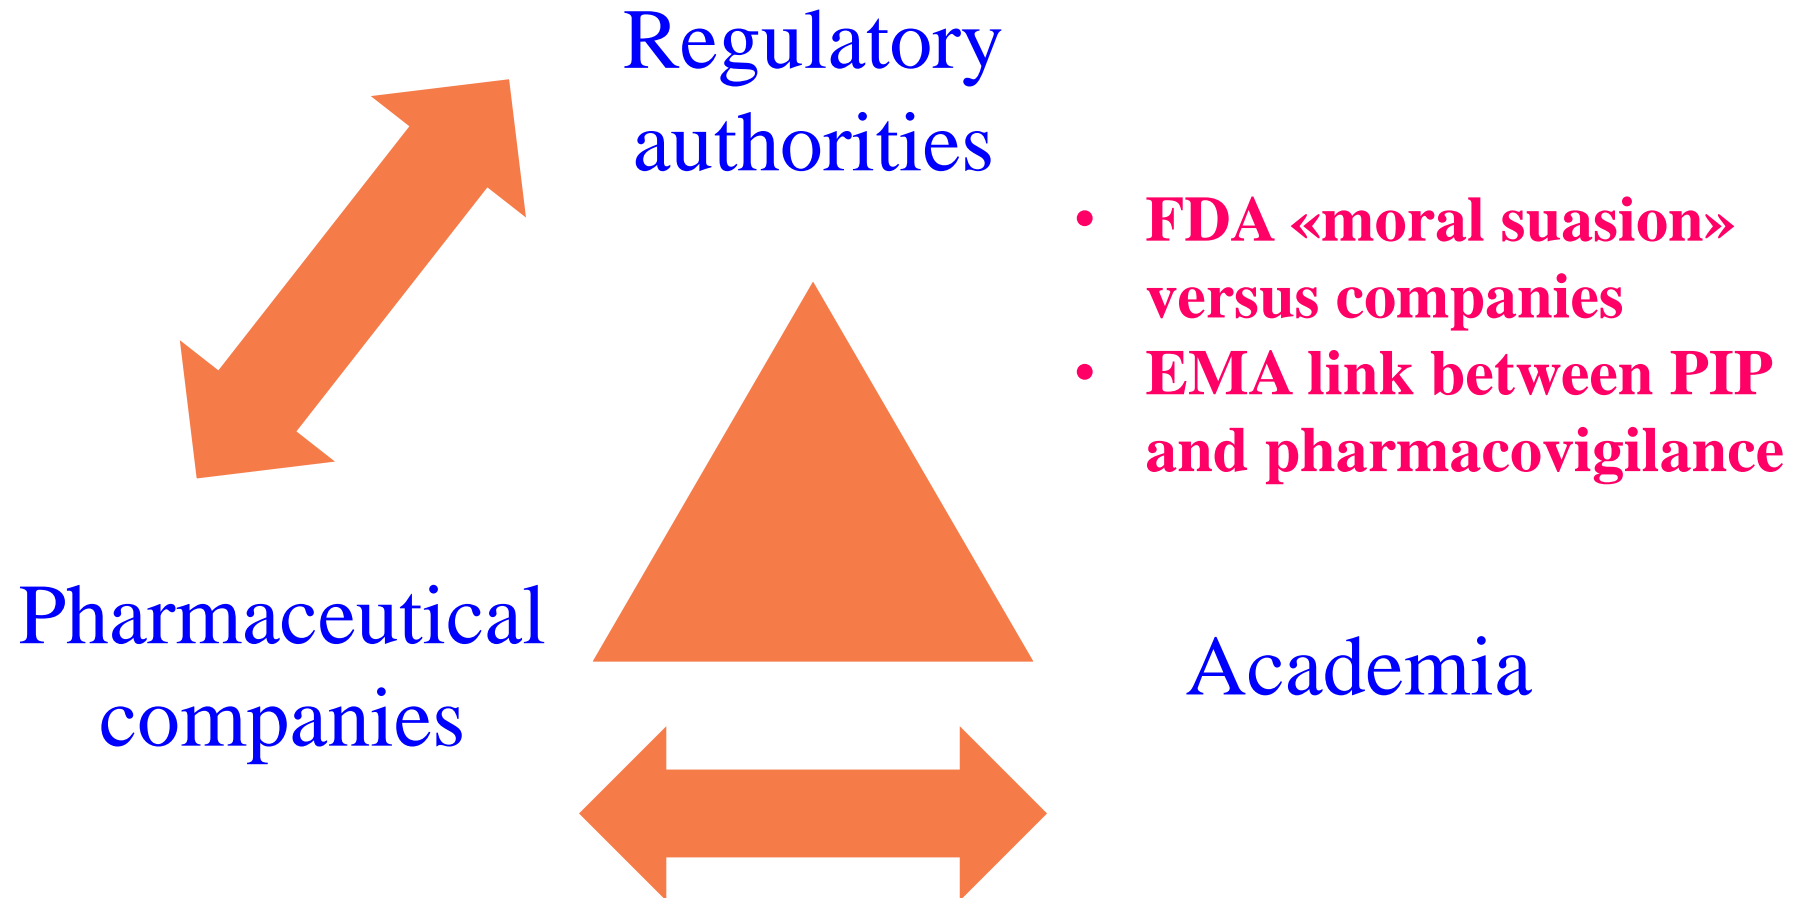 Regulatory
authorities
• FDA «moral suasion»
versus companies
• EMA link between PIP
and pharmacovigilance
Pharmaceutical
companies
Academia